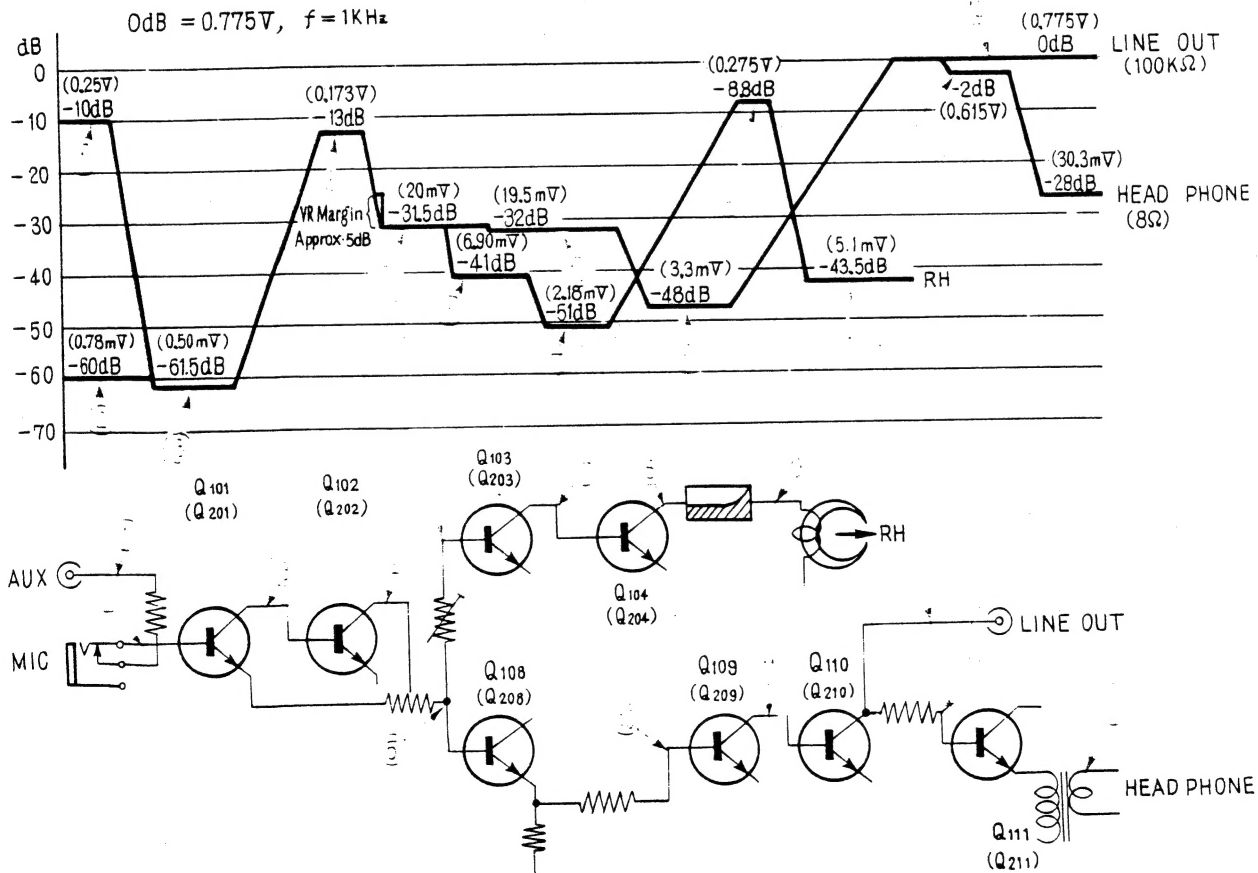 0dB = 0.775V, f = 1KHz
dB
0
-10
-20
-30
-40
-50
-60
-70
(0.25V)
-10dB
(0.78mV)
-60dB
(0.50mV)
-61.5dB
(0.173V)
-13dB
VR Margin
Approx·5dB
(20mV)
-31.5dB
(19.5mV)
-32dB
(6.90mV)
-41dB
(2.18mV)
-51dB
(3.3mV)
-48dB
(0.275V)
-8.8dB
(5.1mV)
-43.5dB
RH
(0.775V)
0dB
LINE OUT
(100KΩ)
-2dB
(0.615V)
(30.3mV)
-28dB
HEAD PHONE
(8Ω)
Q101
(Q201)
Q102
(Q202)
Q103
(Q203)
Q104
(Q204)
RH
AUX
MIC
Q108
(Q208)
Q109
(Q209)
Q110
(Q210)
LINE OUT
HEAD PHONE
Q111
(Q211)